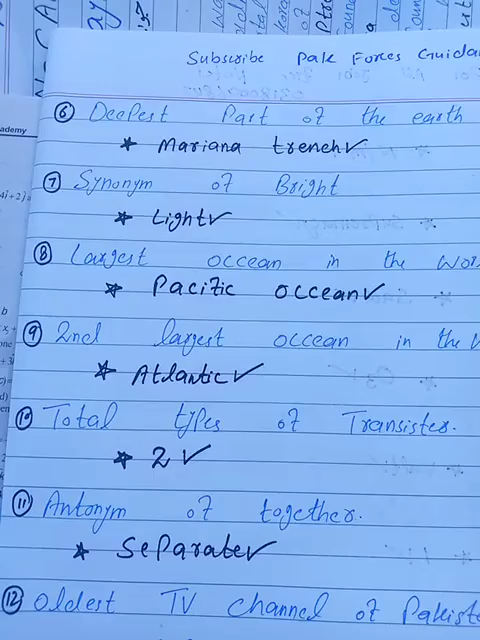 Subscribe Pak Forces Guida
⑥ Deepest Part of the earth
* Mariana trench✓
⑦ Synonym of Bright
* Light✓
⑧ Largest occean in the Wor
* Pacific occean✓
⑨ 2nd largest occean in the
* Atlantic✓
⑩ Total types of Transister.
* 2 ✓
⑪ Antonym of together.
* Separate✓
⑫ Oldest TV channel of Pakist
ademy